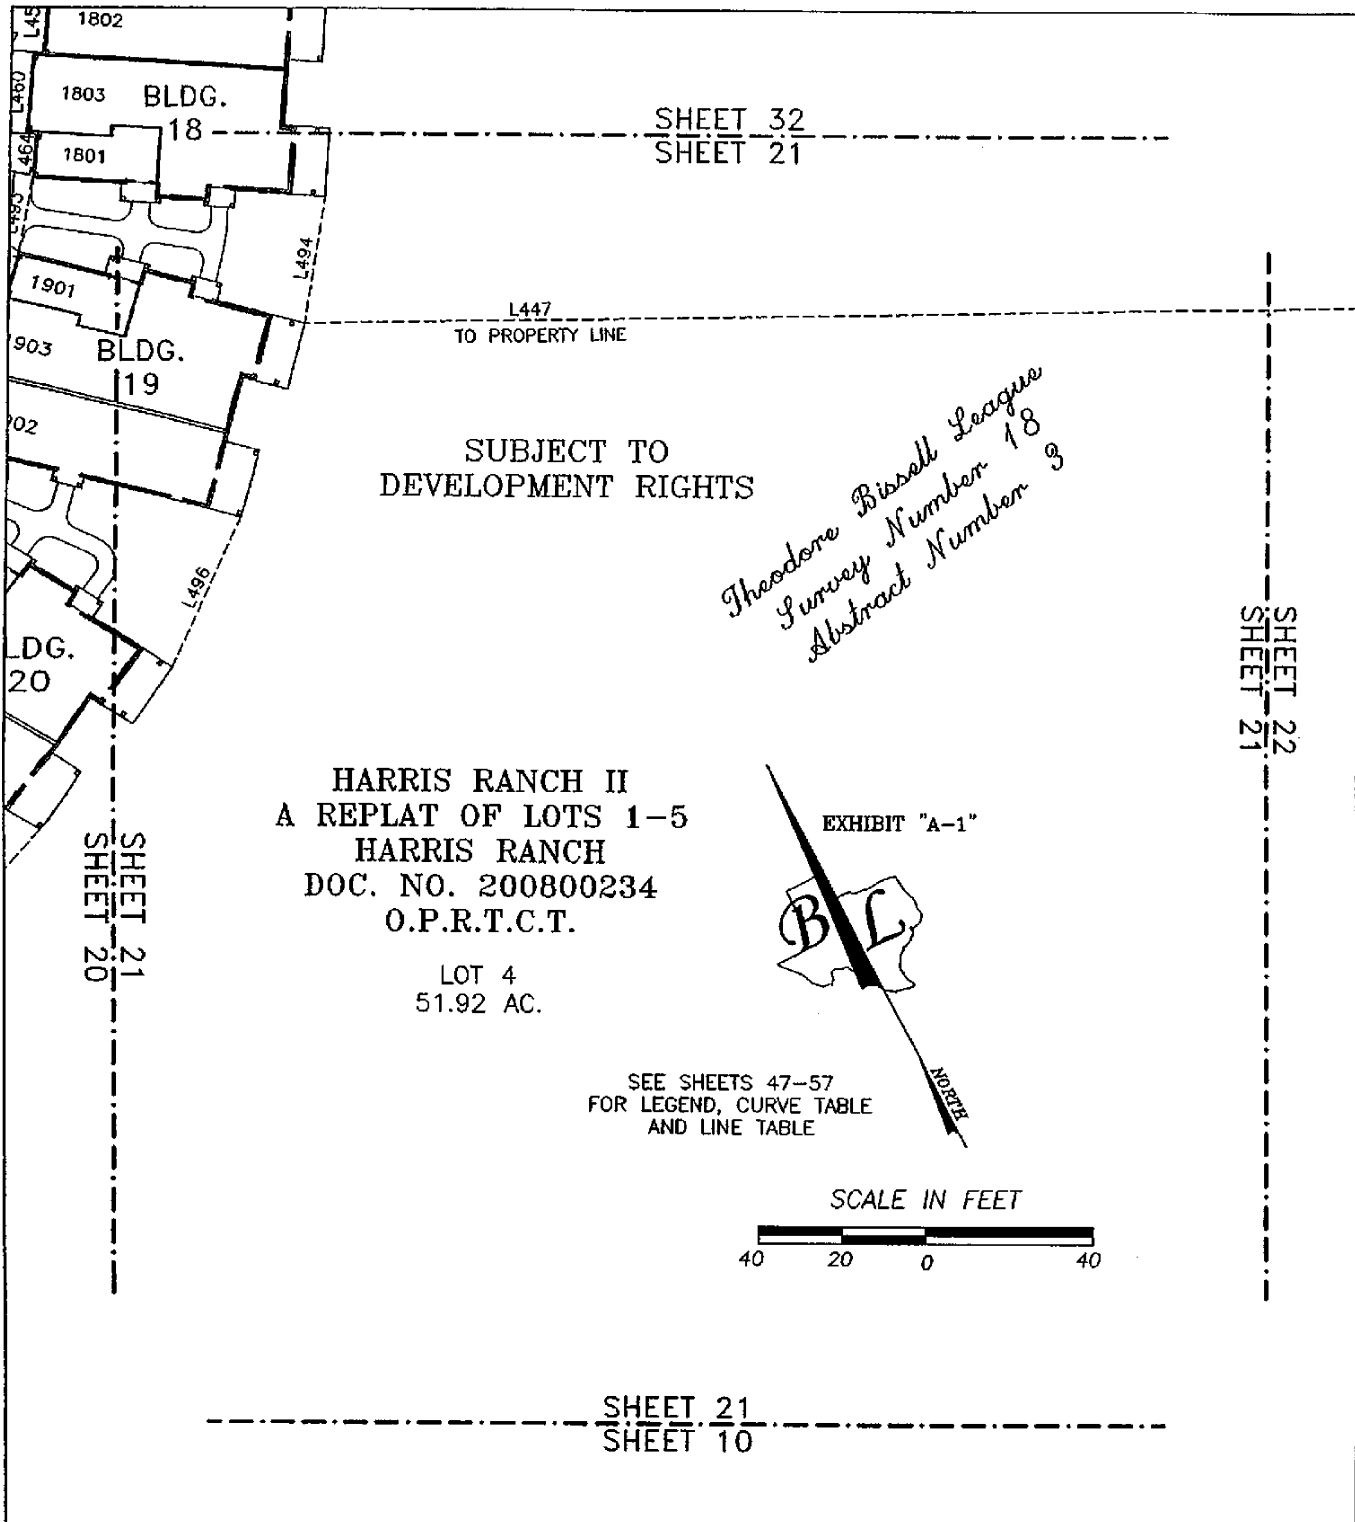 L45
1802
L460
1803
BLDG.
18
464
1801
SHEET 32
SHEET 21
L493
L494
1901
L447
TO PROPERTY LINE
903
BLDG.
19
02
SUBJECT TO
DEVELOPMENT RIGHTS
Theodore Bissell League
Survey Number 18
Abstract Number 3
L496
LDG.
20
SHEET 22
SHEET 21
HARRIS RANCH II
A REPLAT OF LOTS 1-5
HARRIS RANCH
DOC. NO. 200800234
O.P.R.T.C.T.
LOT 4
51.92 AC.
EXHIBIT "A-1"
B L
NORTH
SHEET 21
SHEET 20
SEE SHEETS 47-57
FOR LEGEND, CURVE TABLE
AND LINE TABLE
SCALE IN FEET
40 20 0 40
SHEET 21
SHEET 10